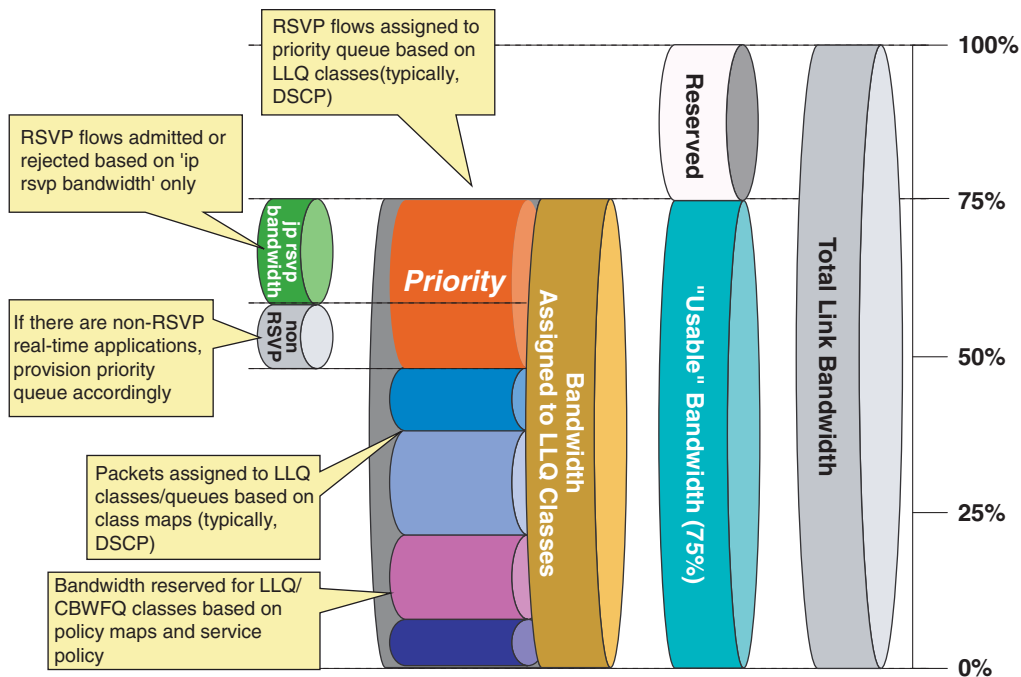 RSVP flows assigned to
priority queue based on
LLQ classes(typically,
DSCP)
100%
RSVP flows admitted or
rejected based on 'ip
rsvp bandwidth' only
Reserved
75%
jp rsvp
bandwidth
Priority
Total Link Bandwidth
"Usable" Bandwidth (75%)
Bandwidth
Assigned to LLQ Classes
If there are non-RSVP
real-time applications,
provision priority
queue accordingly
non
RSVP
50%
Packets assigned to LLQ
classes/queues based on
class maps (typically,
DSCP)
25%
Bandwidth reserved for LLQ/
CBWFQ classes based on
policy maps and service
policy
0%